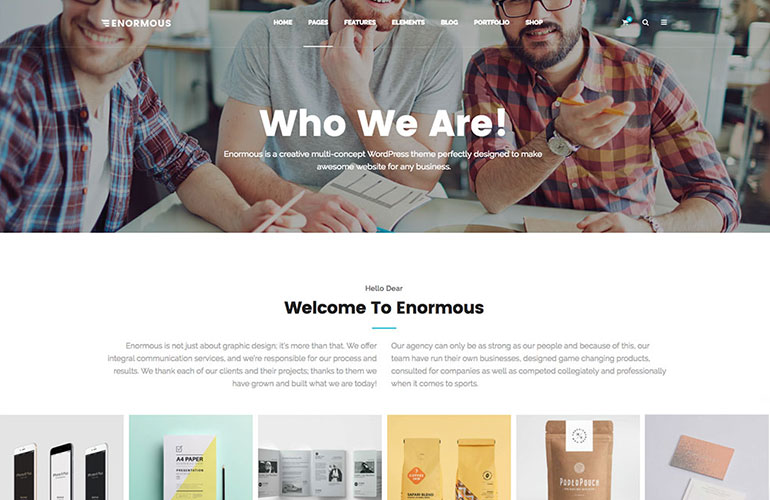 ENORMOUS
HOME PAGES FEATURES ELEMENTS BLOG PORTFOLIO SHOP
Who We Are!
Enormous is a creative multi-concept WordPress theme perfectly designed to make
awesome website for any business.
Hello Dear
Welcome To Enormous
Enormous is not just about graphic design; it's more than that, We offer
integral communication services, and we're responsible for our process and
results. We thank each of our clients and their projects; thanks to them we
have grown and built what we are today!
Our agency can only be as strong as our people and because of this, our
team have run their own businesses, designed game changing products,
consulted for companies as well as competed collegiately and professionally
when it comes to sports.
A4 PAPER
PRESENTATION
SAFARI BLEND
PAPERPOUCH